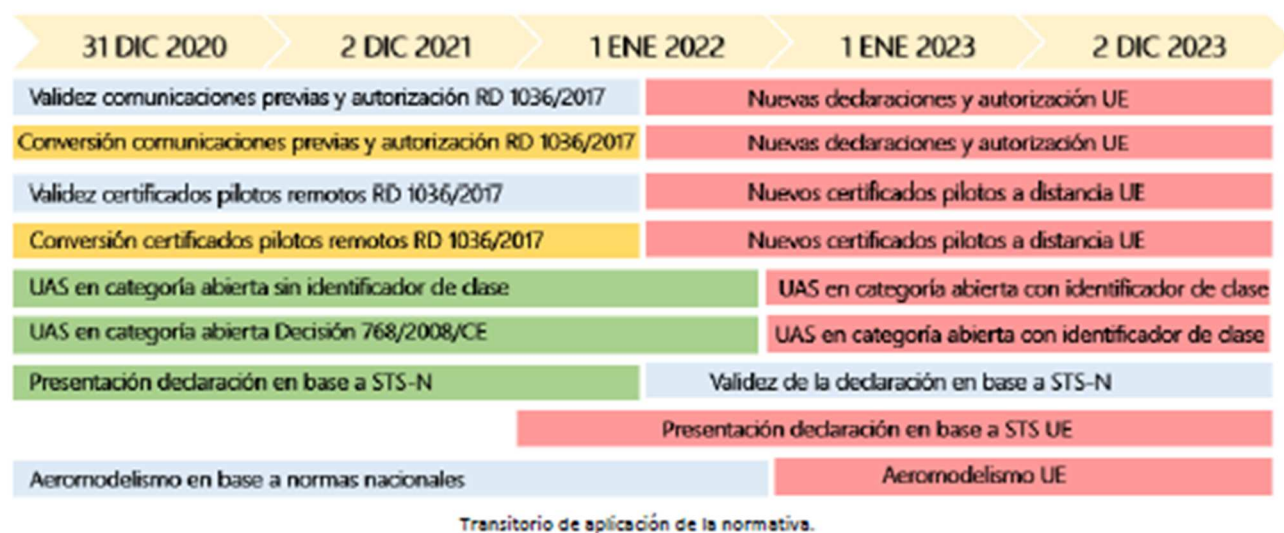 31 DIC 2020 2 DIC 2021 1 ENE 2022 1 ENE 2023 2 DIC 2023
Validez comunicaciones previas y autorización RD 1036/2017 Nuevas declaraciones y autorización UE
Conversión comunicaciones previas y autorización RD 1036/2017 Nuevas declaraciones y autorización UE
Validez certificados pilotos remotos RD 1036/2017 Nuevos certificados pilotos a distancia UE
Conversión certificados pilotos remotos RD 1036/2017 Nuevos certificados pilotos a distancia UE
UAS en categoría abierta sin identificador de clase UAS en categoría abierta con identificador de clase
UAS en categoría abierta Decisión 768/2008/CE UAS en categoría abierta con identificador de clase
Presentación declaración en base a STS-N Validez de la declaración en base a STS-N
Presentación declaración en base a STS UE
Aeromodelismo en base a normas nacionales Aeromodelismo UE
Transitorio de aplicación de la normativa.